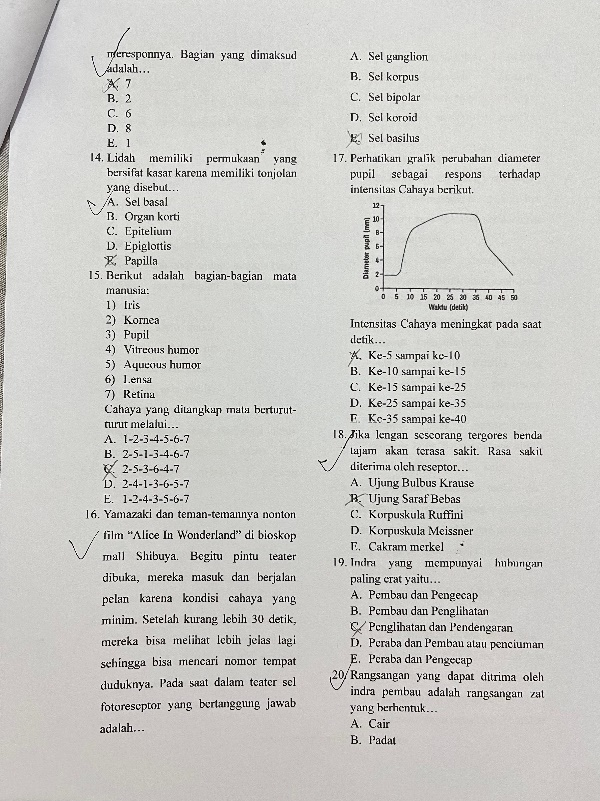 meresponnya. Bagian yang dimaksud
adalah…
A. 7
B. 2
C. 6
D. 8
E. 1
14. Lidah memiliki permukaan yang
bersifat kasar karena memiliki tonjolan
yang disebut…
A. Sel basal
B. Organ korti
C. Epitelium
D. Epiglottis
E. Papilla
15. Berikut adalah bagian-bagian mata
manusia:
1) Iris
2) Kornea
3) Pupil
4) Vitreous humor
5) Aqueous humor
6) Lensa
7) Retina
Cahaya yang ditangkap mata berturut-
turut melalui…
A. 1-2-3-4-5-6-7
B. 2-5-1-3-4-6-7
C. 2-5-3-6-4-7
D. 2-4-1-3-6-5-7
E. 1-2-4-3-5-6-7
16. Yamazaki dan teman-temannya nonton
film “Alice In Wonderland” di bioskop
mall Shibuya. Begitu pintu teater
dibuka, mereka masuk dan berjalan
pelan karena kondisi cahaya yang
minim. Setelah kurang lebih 30 detik,
mereka bisa melihat lebih jelas lagi
sehingga bisa mencari nomor tempat
duduknya. Pada saat dalam teater sel
fotoreseptor yang bertanggung jawab
adalah…
A. Sel ganglion
B. Sel korpus
C. Sel bipolar
D. Sel koroid
E. Sel basilus
17. Perhatikan grafik perubahan diameter
pupil sebagai respons terhadap
intensitas Cahaya berikut.
Diameter pupil (mm)
12
10
8
6
4
2
0
0 5 10 15 20 25 30 35 40 45 50
Waktu (detik)
Intensitas Cahaya meningkat pada saat
detik…
A. Ke-5 sampai ke-10
B. Ke-10 sampai ke-15
C. Ke-15 sampai ke-25
D. Ke-25 sampai ke-35
E. Ke-35 sampai ke-40
18. Jika lengan seseorang tergores benda
tajam akan terasa sakit. Rasa sakit
diterima oleh reseptor…
A. Ujung Bulbus Krause
B. Ujung Saraf Bebas
C. Korpuskula Ruffini
D. Korpuskula Meissner
E. Cakram merkel
19. Indra yang mempunyai hubungan
paling erat yaitu…
A. Pembau dan Pengecap
B. Pembau dan Penglihatan
C. Penglihatan dan Pendengaran
D. Peraba dan Pembau atau penciuman
E. Peraba dan Pengecap
20. Rangsangan yang dapat ditrima oleh
indra pembau adalah rangsangan zat
yang berbentuk…
A. Cair
B. Padat